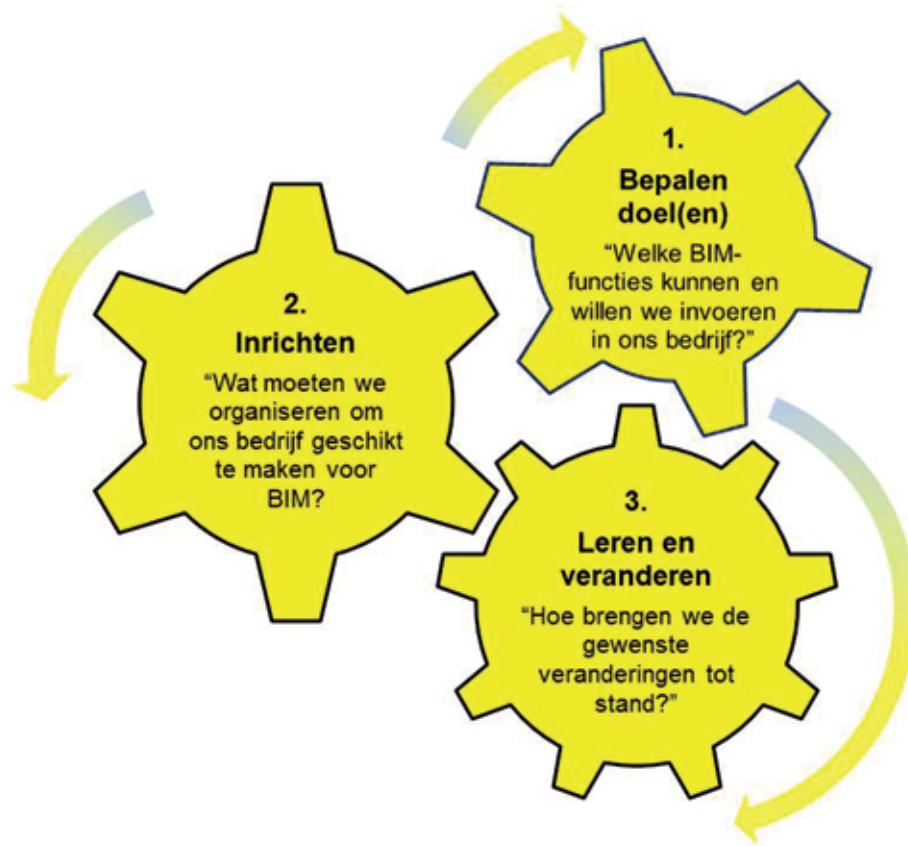 1.
Bepalen
doel(en)
“Welke BIM-
functies kunnen en
willen we invoeren
in ons bedrijf?”
2.
Inrichten
“Wat moeten we
organiseren om
ons bedrijf geschikt
te maken voor
BIM?
3.
Leren en
veranderen
“Hoe brengen we de
gewenste
veranderingen tot
stand?”